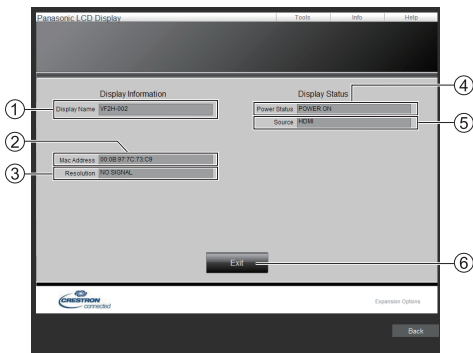 Panasonic LCD Display Tools Info Help
Display Information Display Status
④
① Display Name VF2H-002 Power Status POWER ON
Source HDMI ⑤
②
Mac Address 00:0B:97:7C:73:C9
③ Resolution NO SIGNAL
Exit ⑥
CRESTRON connected Expansion Options
Back